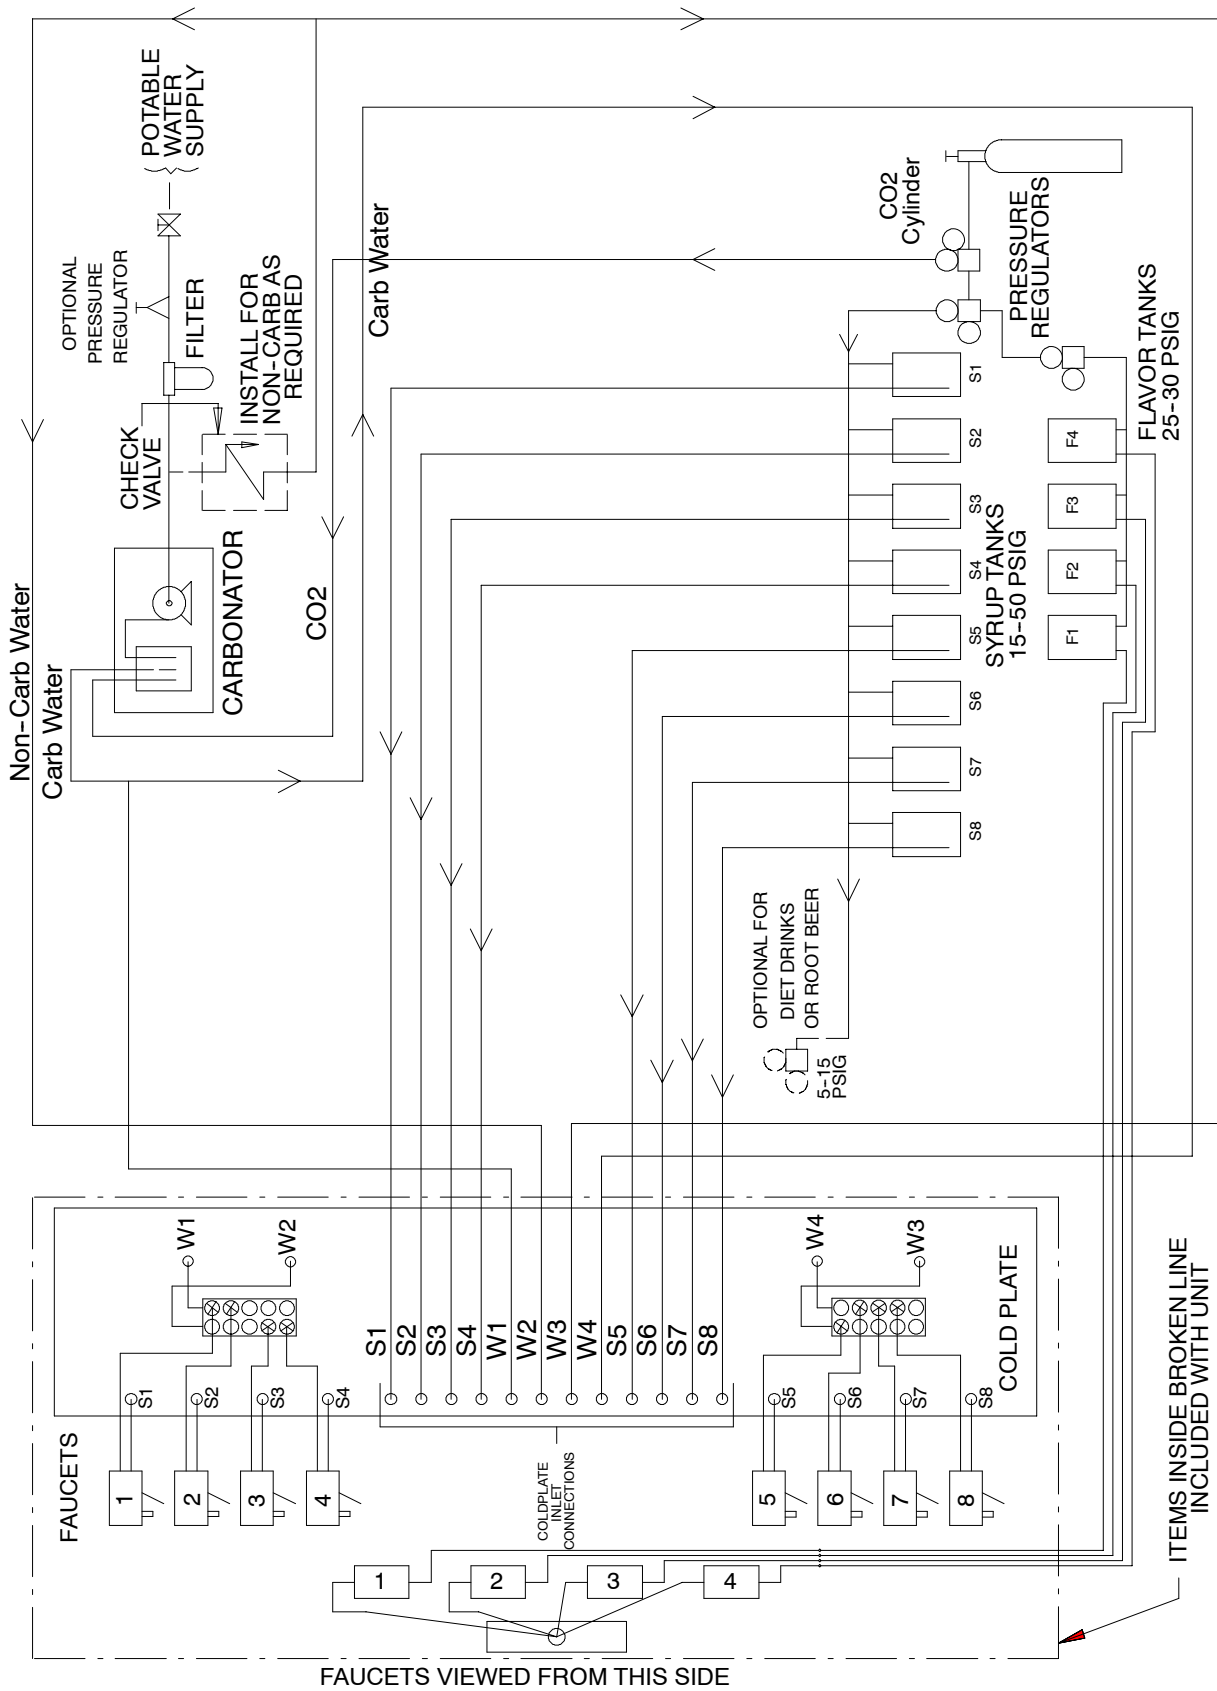 POTABLE
WATER
SUPPLY
OPTIONAL
PRESSURE
REGULATOR
FILTER
INSTALL FOR
NON-CARB AS
REQUIRED
CHECK
VALVE
CARBONATOR
Non-Carb Water
Carb Water
CO2
Carb Water
CO2
Cylinder
PRESSURE
REGULATORS
FLAVOR TANKS
25-30 PSIG
S1
S2
S3
S4
S5
S6
S7
S8
SYRUP TANKS
15-50 PSIG
F4
F3
F2
F1
OPTIONAL FOR
DIET DRINKS
OR ROOT BEER
5-15
PSIG
W1
W2
W4
W3
COLD PLATE
S1
S2
S3
S4
W1
W2
W3
W4
S5
S6
S7
S8
S1
S2
S3
S4
S5
S6
S7
S8
FAUCETS
1
2
3
4
5
6
7
8
COLDPLATE
INLET
CONNECTIONS
1
2
3
4
ITEMS INSIDE BROKEN LINE
INCLUDED WITH UNIT
FAUCETS VIEWED FROM THIS SIDE